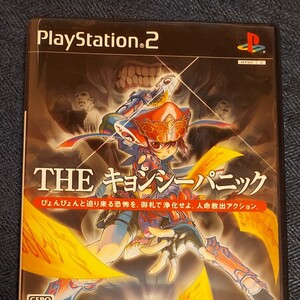 PlayStation 2
THE キョンシーパニック
ぴょんぴょんと迫り来る恐怖を、御札で浄化せよ、人命救出アクション。
CERO